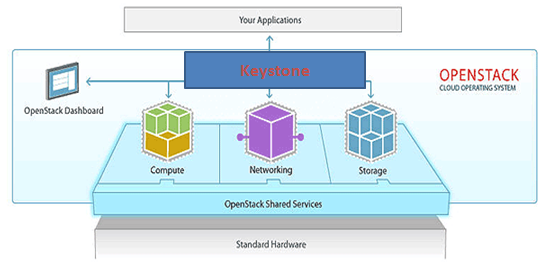 Your Applications
Keystone
OPENSTACK
CLOUD OPERATING SYSTEM
OpenStack Dashboard
Compute
Networking
Storage
OpenStack Shared Services
Standard Hardware